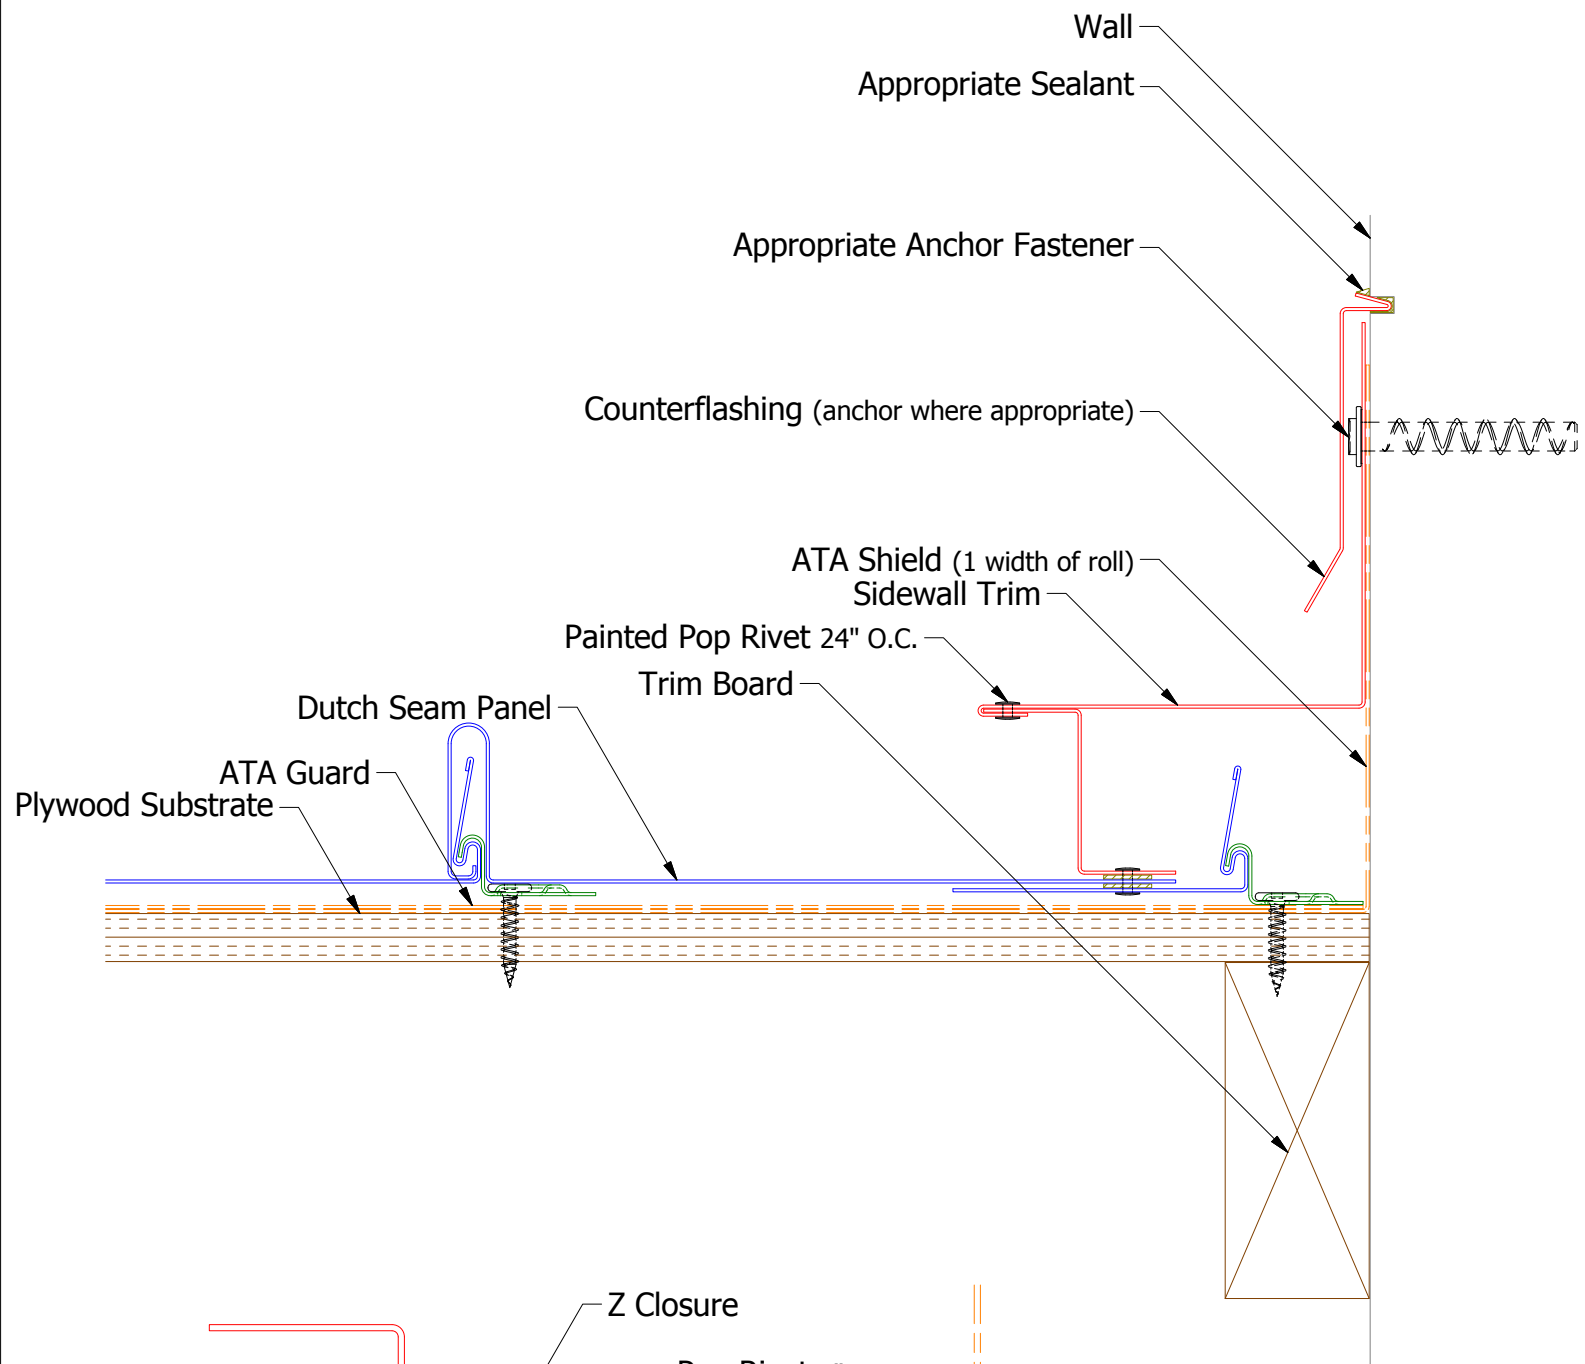 Wall
Appropriate Sealant
Appropriate Anchor Fastener
Counterflashing (anchor where appropriate)
ATA Shield (1 width of roll)
Sidewall Trim
Painted Pop Rivet 24" O.C.
Trim Board
Dutch Seam Panel
ATA Guard
Plywood Substrate
Z Closure